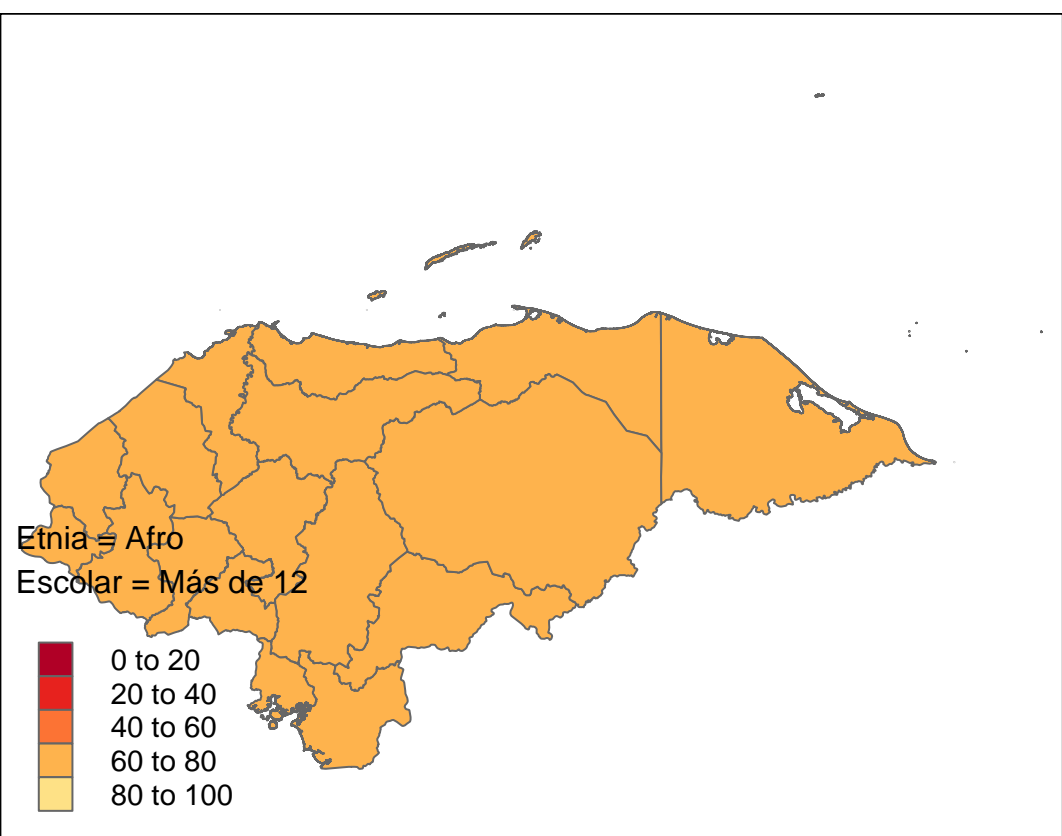 Etnia = Afro
Escolar = Más de 12
0 to 20
20 to 40
40 to 60
60 to 80
80 to 100